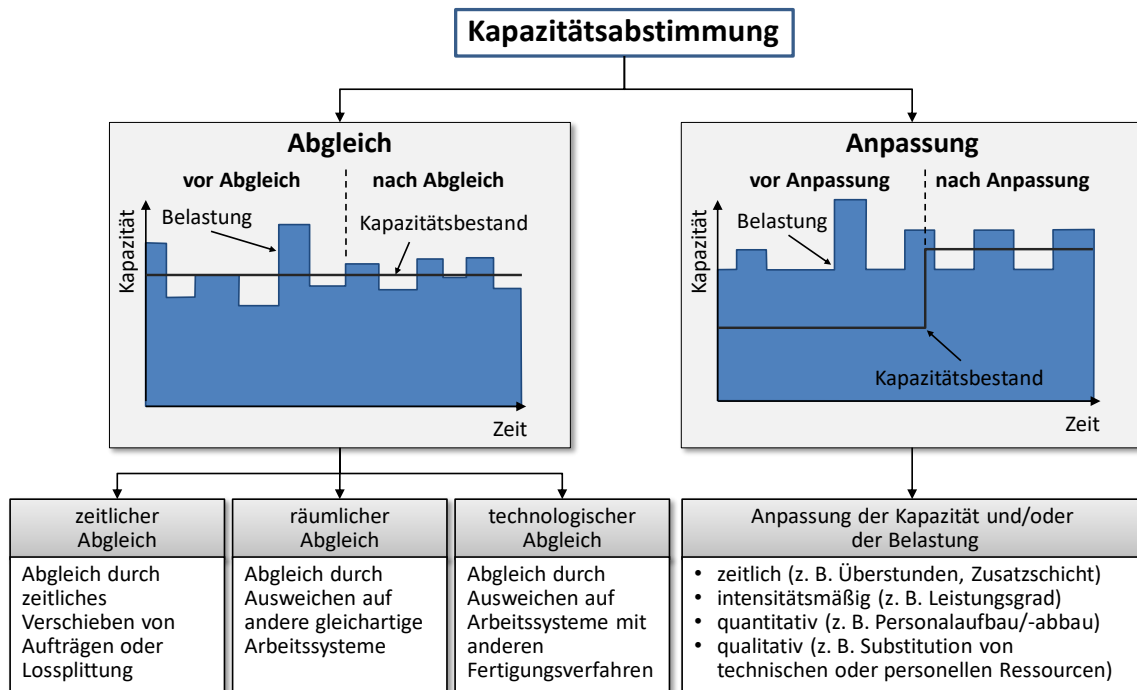 Kapazitätsabstimmung
Abgleich
vor Abgleich
nach Abgleich
Belastung
Kapazitätsbestand
Kapazität
Zeit
Anpassung
vor Anpassung
nach Anpassung
Belastung
Kapazität
Kapazitätsbestand
Zeit
zeitlicher
Abgleich
Abgleich durch
zeitliches
Verschieben von
Aufträgen oder
Lossplittung
räumlicher
Abgleich
Abgleich durch
Ausweichen auf
andere gleichartige
Arbeitssysteme
technologischer
Abgleich
Abgleich durch
Ausweichen auf
Arbeitssysteme mit
anderen
Fertigungsverfahren
Anpassung der Kapazität und/oder
der Belastung
• zeitlich (z. B. Überstunden, Zusatzschicht)
• intensitätsmäßig (z. B. Leistungsgrad)
• quantitativ (z. B. Personalaufbau/-abbau)
• qualitativ (z. B. Substitution von
technischen oder personellen Ressourcen)